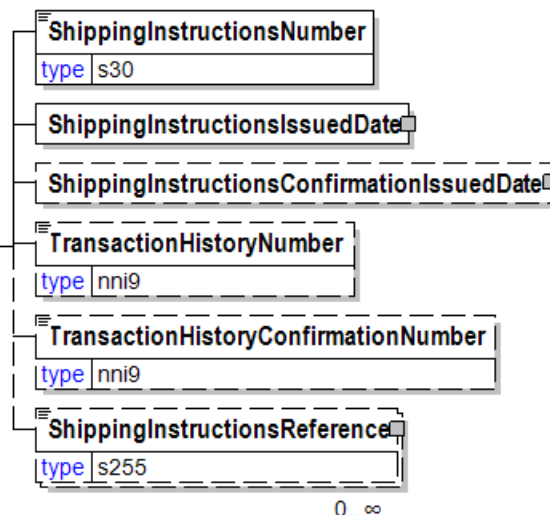 ShippingInstructionsNumber
type s30
ShippingInstructionsIssuedDate
ShippingInstructionsConfirmationIssuedDate
TransactionHistoryNumber
type nni9
TransactionHistoryConfirmationNumber
type nni9
ShippingInstructionsReference
type s255
0..∞